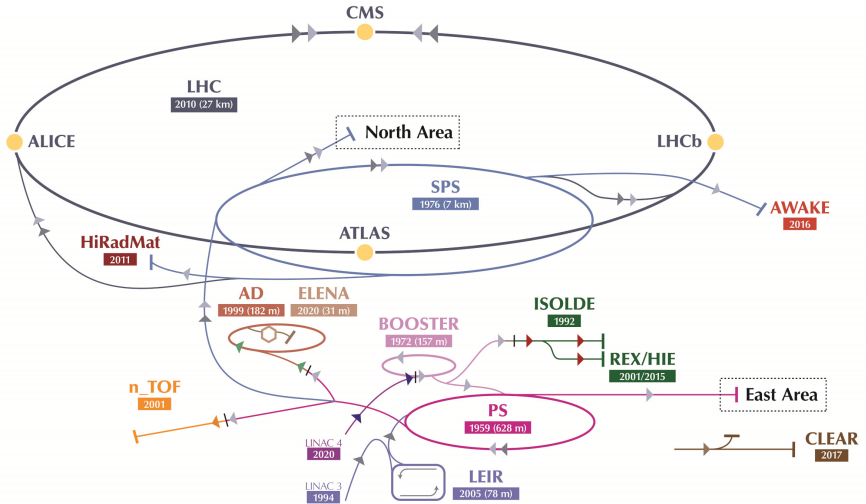 CMS
LHC
2010 (27 km)
North Area
ALICE
LHCb
SPS
1976 (7 km)
AWAKE
2016
ATLAS
HiRadMat
2011
AD
1999 (182 m)
ELENA
2020 (31 m)
ISOLDE
1992
BOOSTER
1972 (157 m)
REX/HIE
2001/2015
n_TOF
2001
East Area
PS
1959 (628 m)
LINAC 4
2020
CLEAR
2017
LINAC 3
1994
LEIR
2005 (78 m)